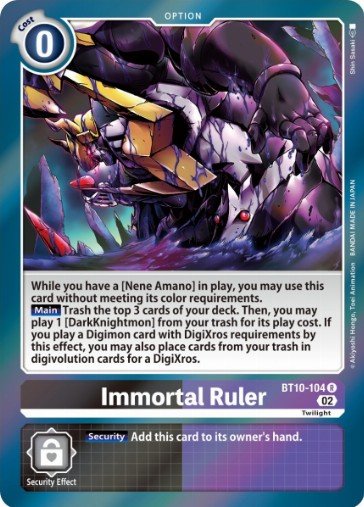 OPTION
Cost
0
Shin Sasaki
While you have a [Nene Amano] in play, you may use this
card without meeting its color requirements.
Main Trash the top 3 cards of your deck. Then, you may
play 1 [DarkKnightmon] from your trash for its play cost. If
you play a Digimon card with DigiXros requirements by
this effect, you may also place cards from your trash in
digivolution cards for a DigiXros.
©Akiyoshi Hongo, Toei Animation BANDAI MADE IN JAPAN
Immortal Ruler
BT10-104 R
02
Twilight
Security Add this card to its owner's hand.
Security Effect